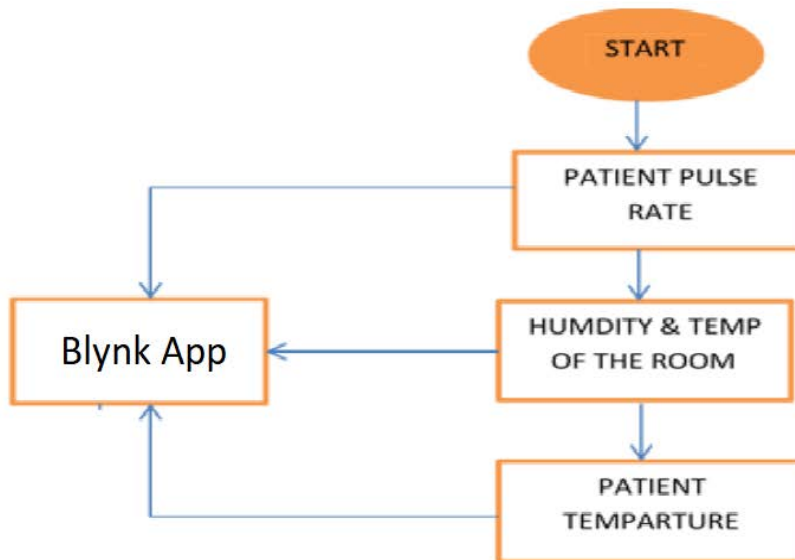 START
PATIENT PULSE
RATE
HUMDITY & TEMP
OF THE ROOM
Blynk App
PATIENT
TEMPARTURE